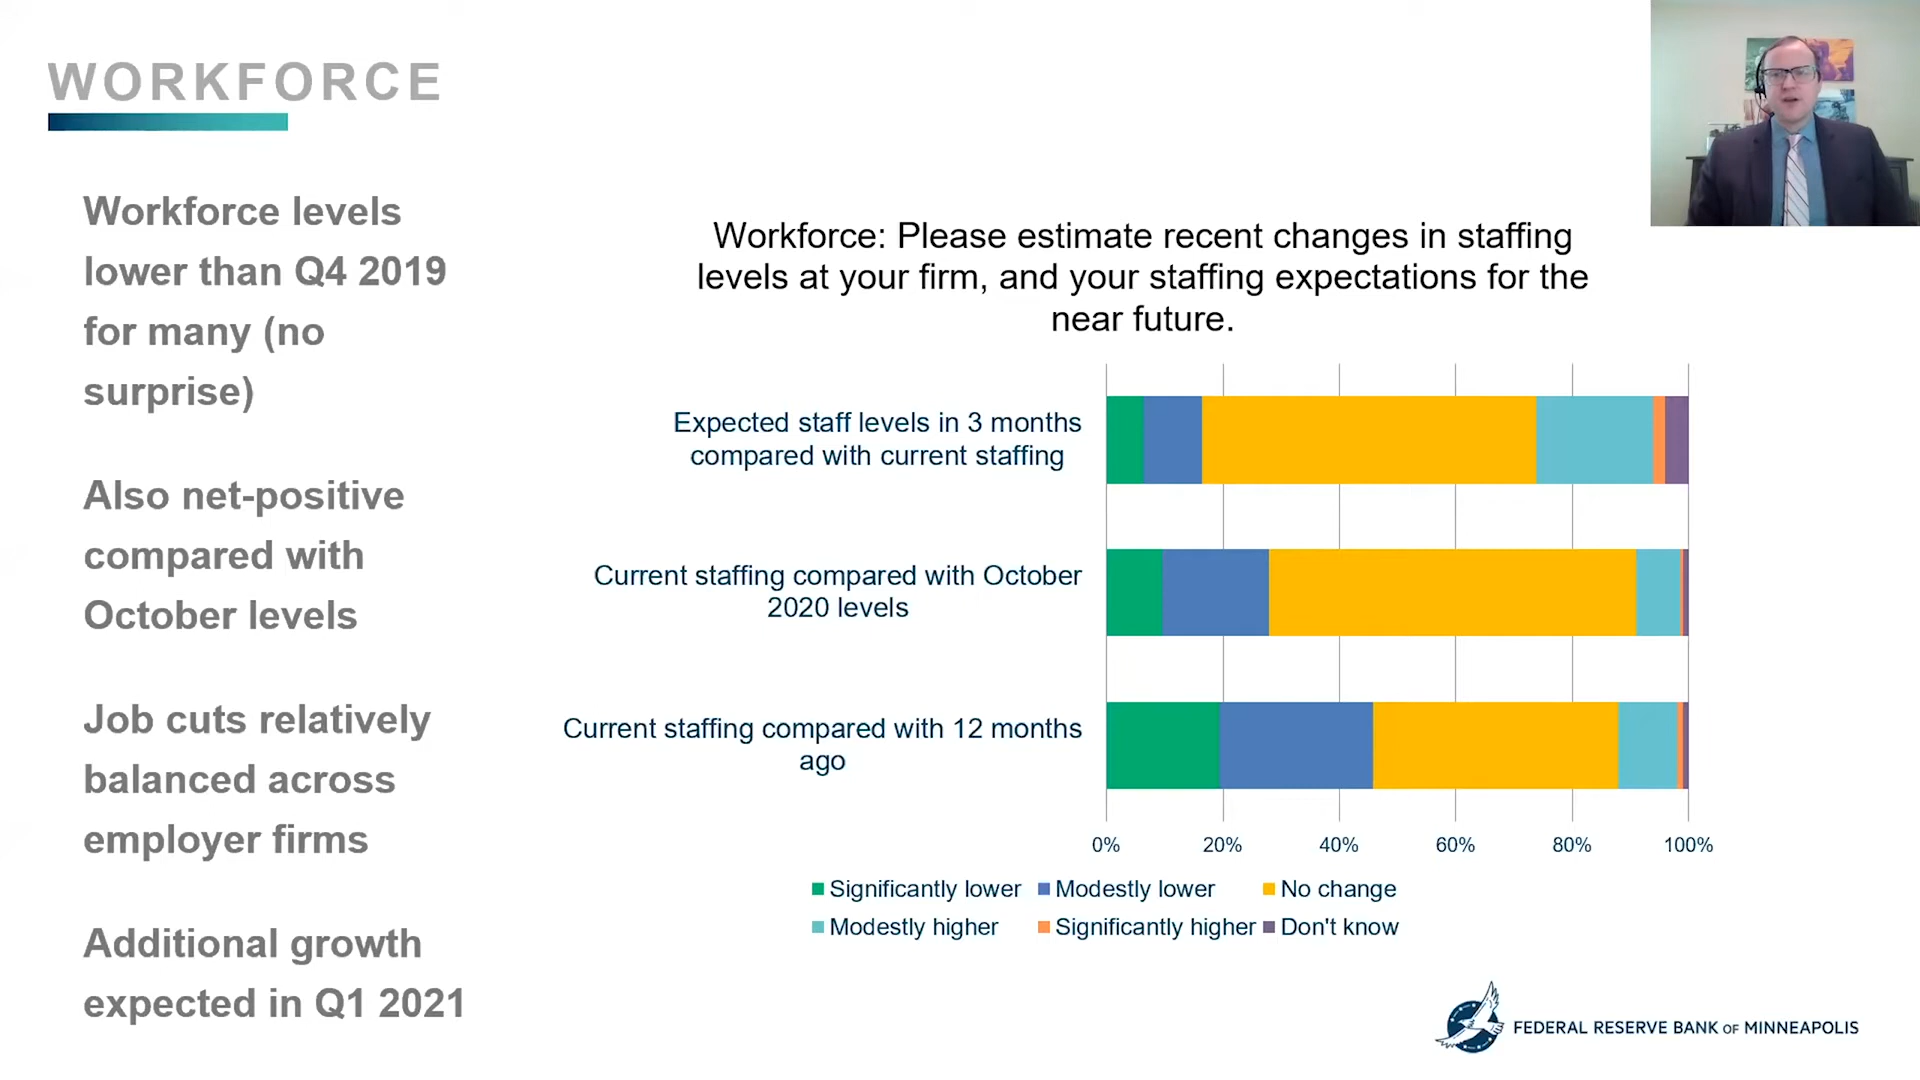 WORKFORCE
Workforce levels
lower than Q4 2019
for many (no
surprise)
Also net-positive
compared with
October levels
Job cuts relatively
balanced across
employer firms
Additional growth
expected in Q1 2021
Workforce: Please estimate recent changes in staffing
levels at your firm, and your staffing expectations for the
near future.
Expected staff levels in 3 months
compared with current staffing
Current staffing compared with October
2020 levels
Current staffing compared with 12 months
ago
0% 20% 40% 60% 80% 100%
Significantly lower Modestly lower No change
Modestly higher Significantly higher Don't know
FEDERAL RESERVE BANK OF MINNEAPOLIS